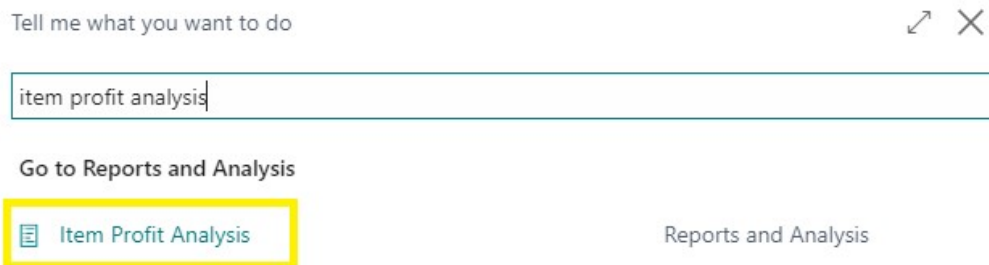 Tell me what you want to do
item profit analysis
Go to Reports and Analysis
Item Profit Analysis Reports and Analysis